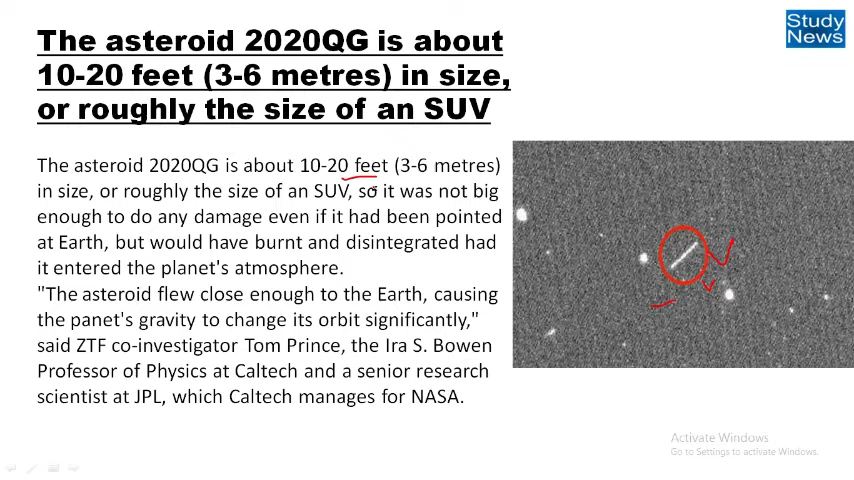 The asteroid 2020QG is about
10-20 feet (3-6 metres) in size,
or roughly the size of an SUV
Study
News
The asteroid 2020QG is about 10-20 feet (3-6 metres)
in size, or roughly the size of an SUV, so it was not big
enough to do any damage even if it had been pointed
at Earth, but would have burnt and disintegrated had
it entered the planet's atmosphere.
"The asteroid flew close enough to the Earth, causing
the panet's gravity to change its orbit significantly,"
said ZTF co-investigator Tom Prince, the Ira S. Bowen
Professor of Physics at Caltech and a senior research
scientist at JPL, which Caltech manages for NASA.
Activate Windows
Go to Settings to activate Windows.